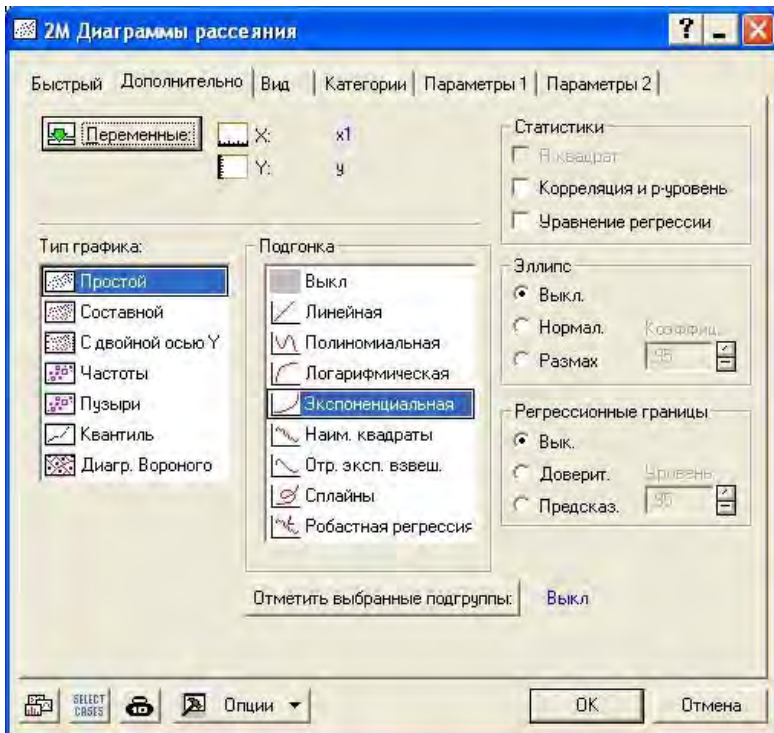 2М Диаграммы рассеяния
Быстрый Дополнительно Вид Категории Параметры 1 Параметры 2
Переменные:
X: x1
Y: y
Статистики
R квадрат
Корреляция и р-уровень
Уравнение регрессии
Тип графика:
Простой
Составной
С двойной осью Y
Частоты
Пузыри
Квантиль
Диагр. Вороного
Подгонка
Выкл
Линейная
Полиномиальная
Логарифмическая
Экспоненциальная
Наим. квадраты
Отр. эксп. взвеш.
Сплайны
Робастная регрессия
Эллипс
Выкл.
Нормал. Коэффиц.
Размах 95
Регрессионные границы
Вык.
Доверит. Уровень
Предсказ. 95
Отметить выбранные подгруппы: Выкл
SELECT
CASES
Опции
OK
Отмена